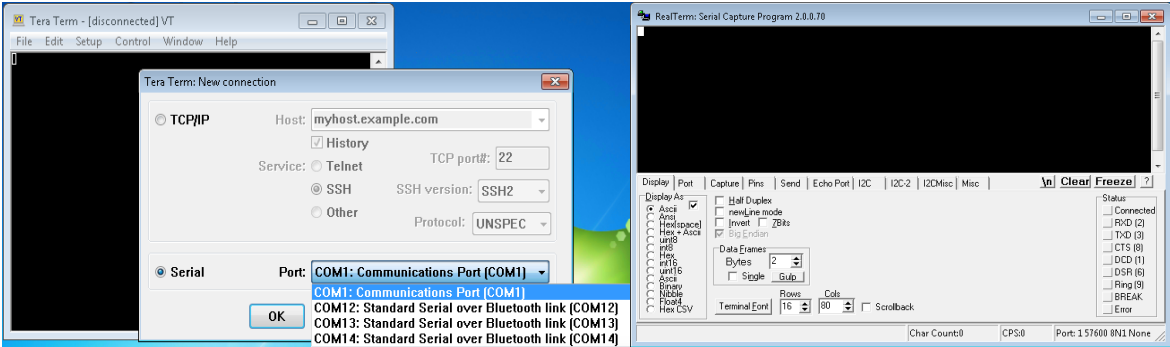 Tera Term - [disconnected] VT
File Edit Setup Control Window Help
Tera Term: New connection
TCP/IP
Host: myhost.example.com
History
Service: Telnet
TCP port#: 22
SSH
SSH version: SSH2
Other
Protocol: UNSPEC
Serial
Port: COM1: Communications Port (COM1)
COM1: Communications Port (COM1)
COM12: Standard Serial over Bluetooth link (COM12)
COM13: Standard Serial over Bluetooth link (COM13)
COM14: Standard Serial over Bluetooth link (COM14)
OK
RealTerm: Serial Capture Program 2.0.0.70
Display Port Capture Pins Send Echo Port I2C I2C-2 I2CMisc Misc \n Clear Freeze ?
Display As
Ascii
Ansi
Hex[space]
Hex + Ascii
uint8
int8
Hex
int16
uint16
Ascii
Binary
Nibble
Float4
Hex CSV
Half Duplex
newLine mode
Invert 7Bits
Big Endian
Data Frames
Bytes 2
Single Gulp
Rows Cols
Terminal Font 16 80 Scrollback
Status
Connected
RXD (2)
TXD (3)
CTS (8)
DCD (1)
DSR (6)
Ring (9)
BREAK
Error
Char Count:0 CPS:0 Port: 1 57600 8N1 None